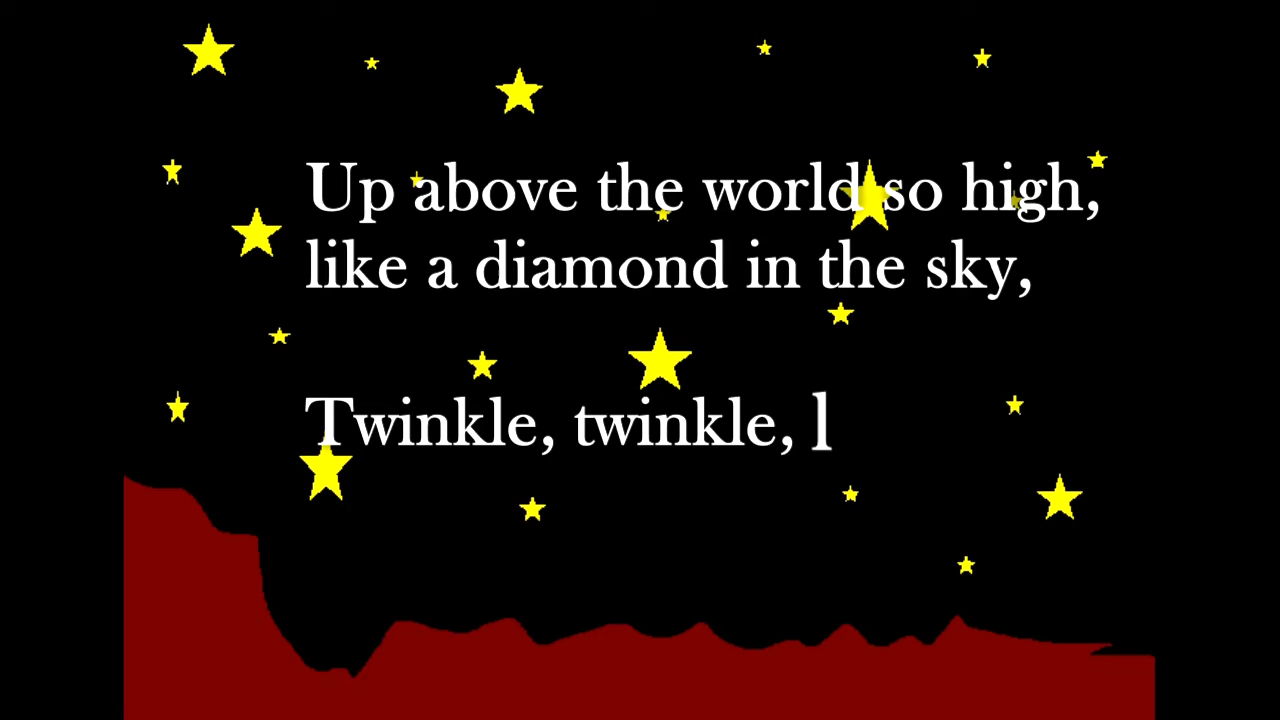 Up above the world so high,
like a diamond in the sky,
Twinkle, twinkle, l